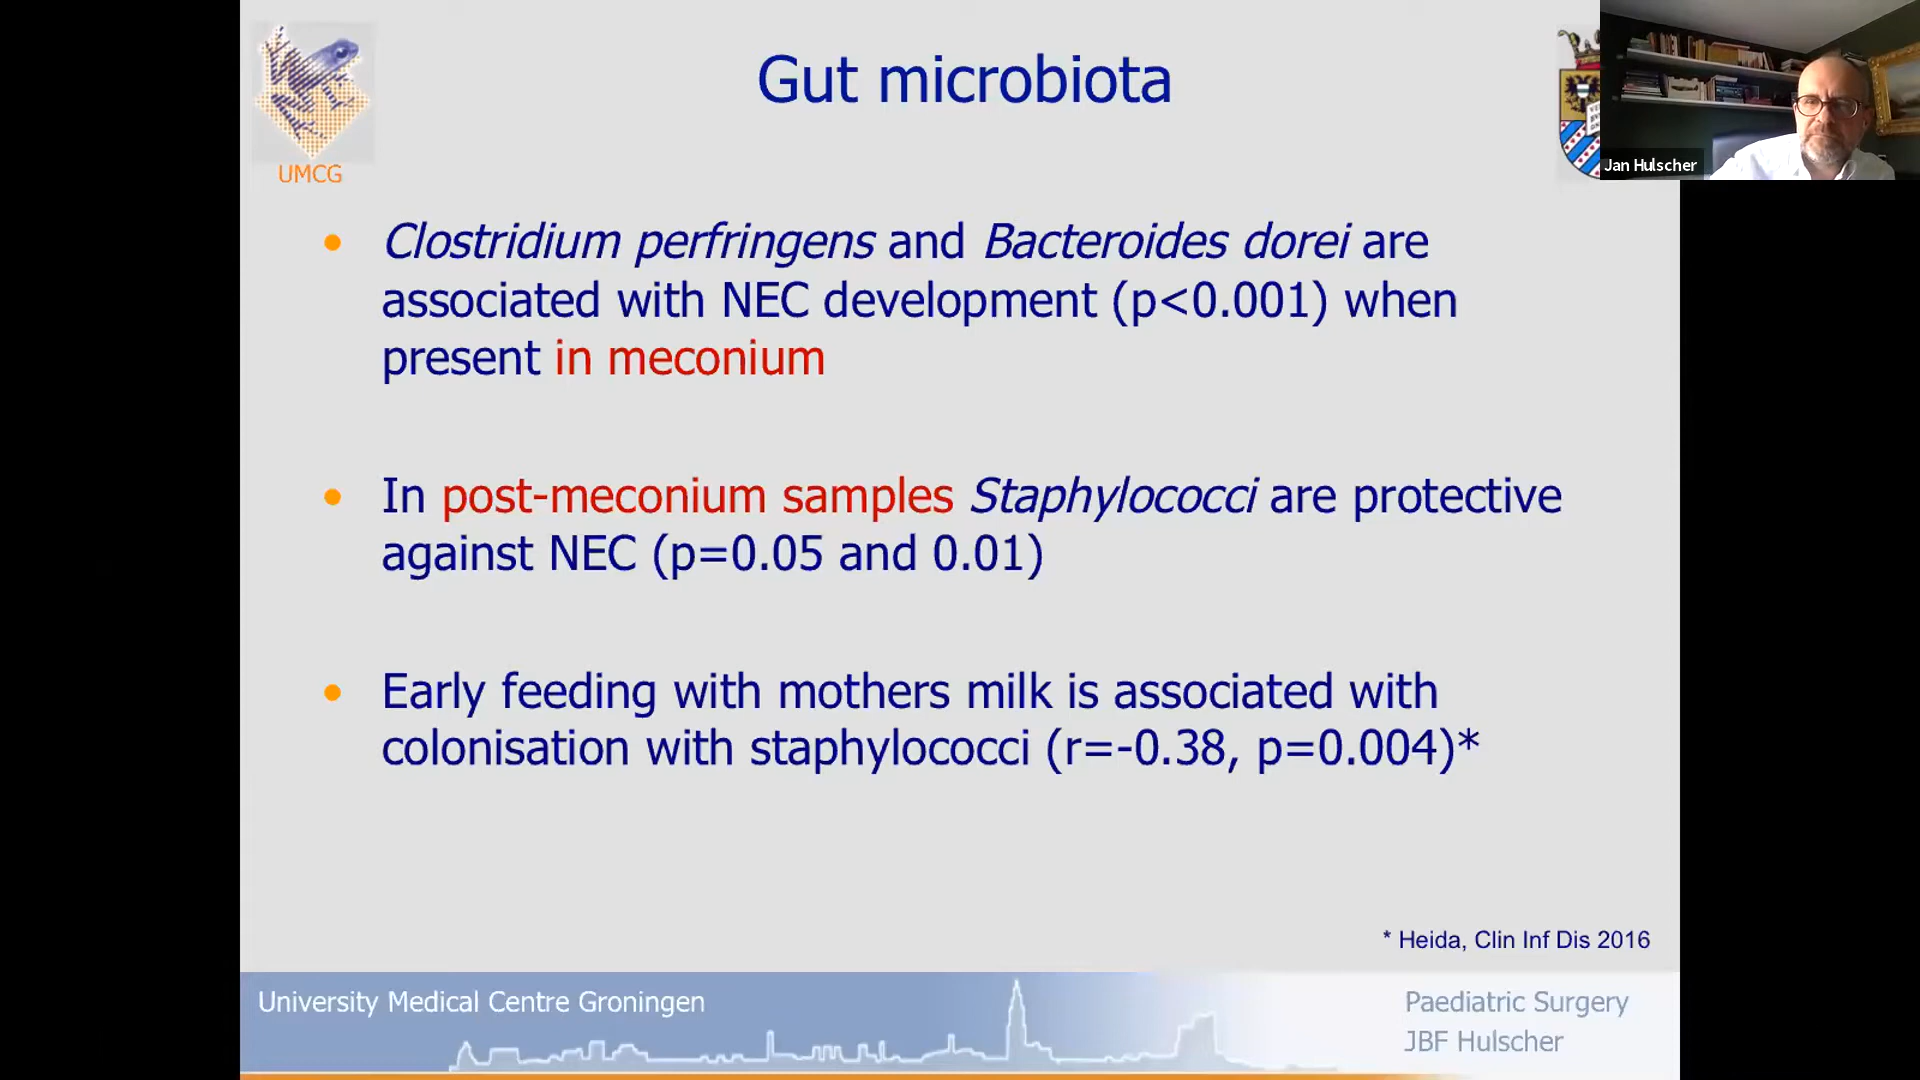 Gut microbiota
UMCG
Jan Hulscher
• Clostridium perfringens and Bacteroides dorei are
associated with NEC development (p<0.001) when
present in meconium
• In post-meconium samples Staphylococci are protective
against NEC (p=0.05 and 0.01)
• Early feeding with mothers milk is associated with
colonisation with staphylococci (r=-0.38, p=0.004)*
* Heida, Clin Inf Dis 2016
University Medical Centre Groningen
Paediatric Surgery
JBF Hulscher